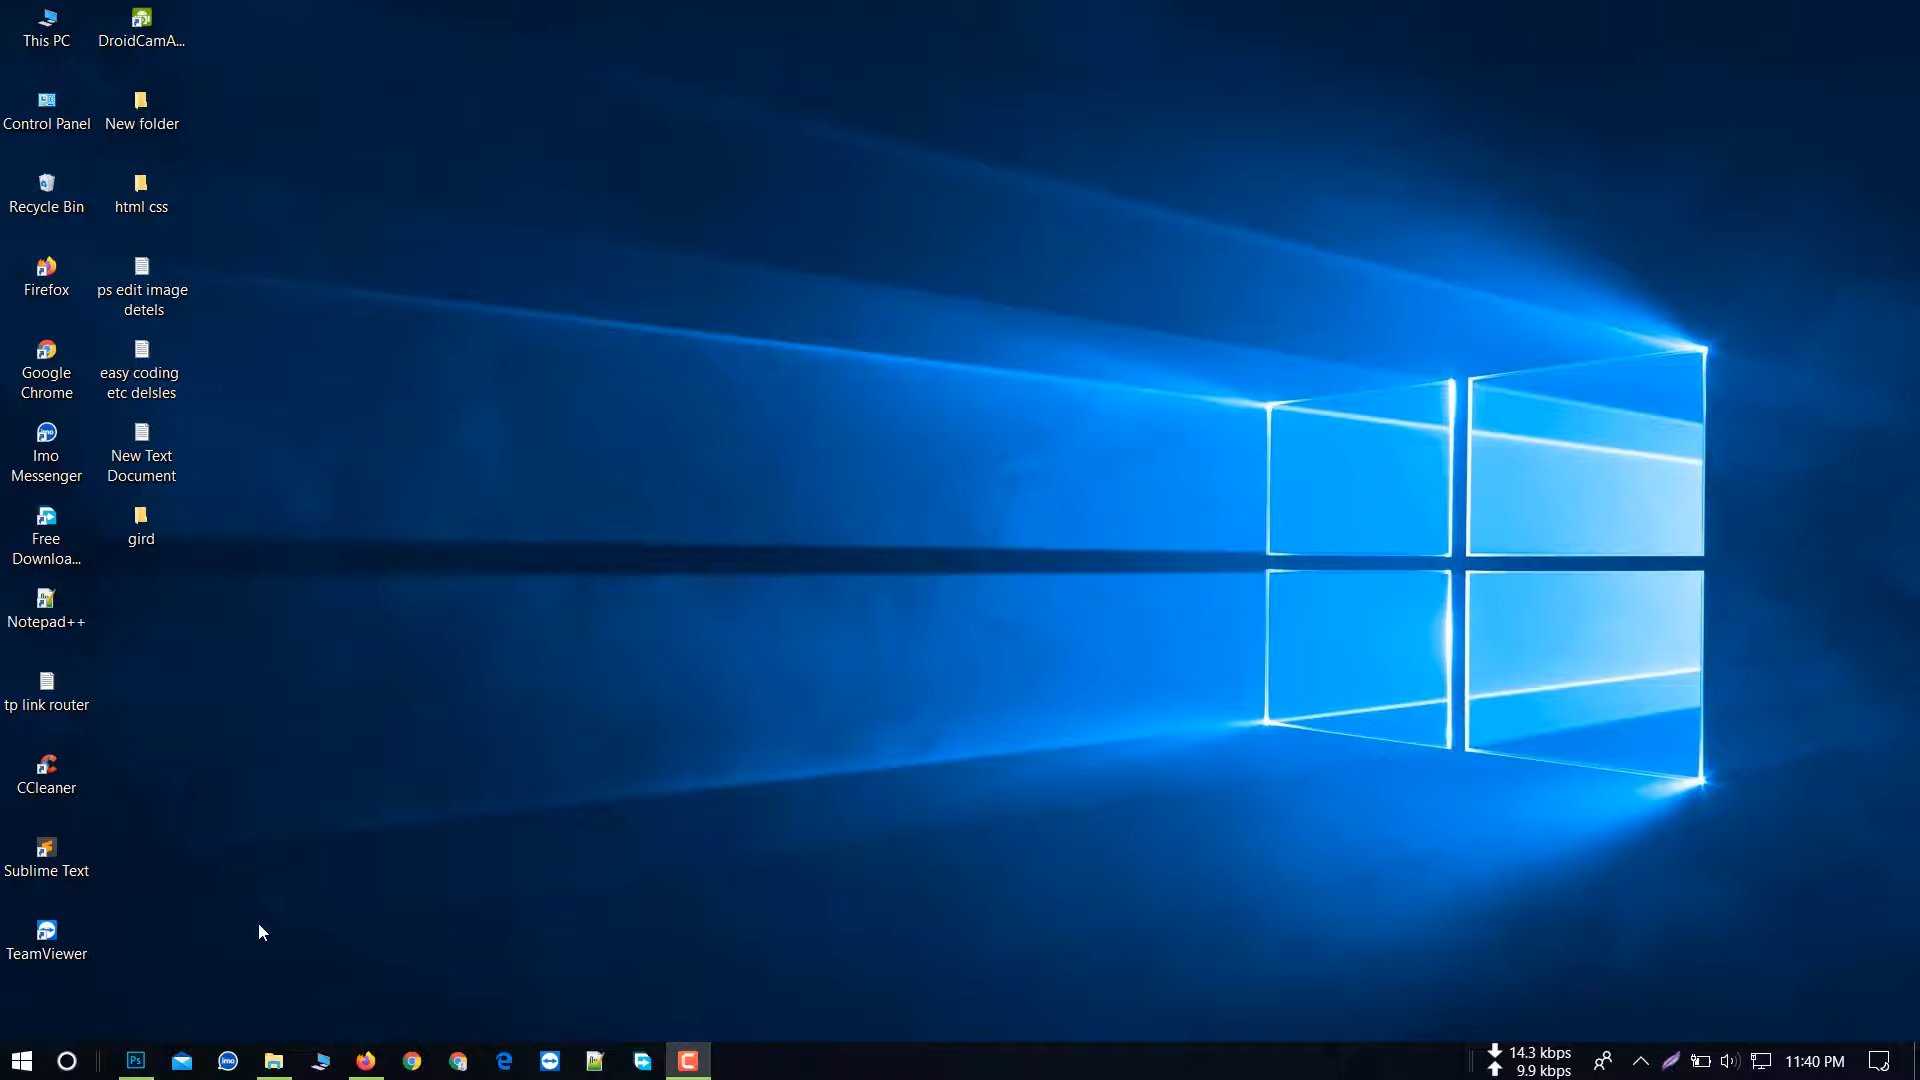 This PC
DroidCamA...
Control Panel
New folder
Recycle Bin
html css
Firefox
ps edit image
detels
Google
Chrome
easy coding
etc delsles
Imo
Messenger
New Text
Document
Free
Downloa...
gird
Notepad++
tp link router
CCleaner
Sublime Text
TeamViewer
Ps
imo
14.3 kbps
9.9 kbps
11:40 PM